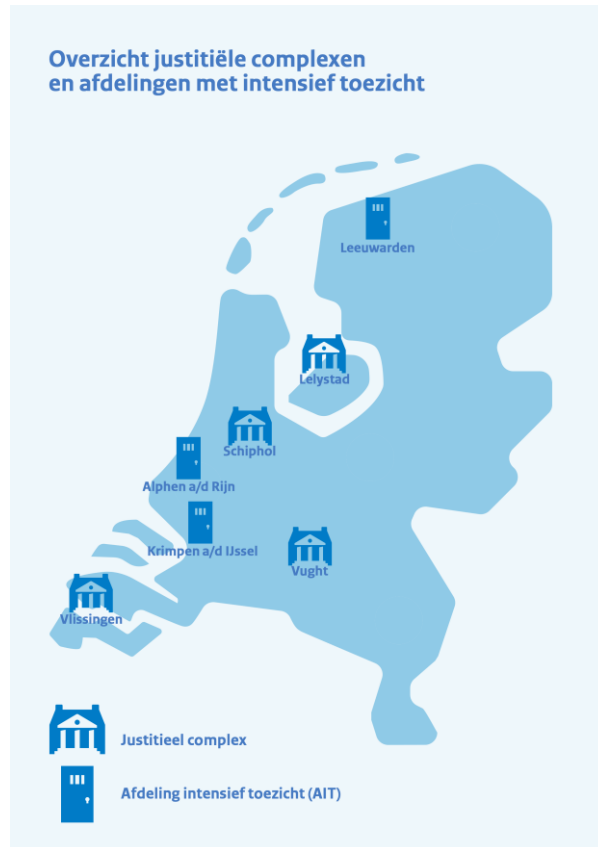 Overzicht justitiële complexen
en afdelingen met intensief toezicht
Leeuwarden
Lelystad
Schiphol
Alphen a/d Rijn
Krimpen a/d IJssel
Vught
Vlissingen
Justitieel complex
Afdeling intensief toezicht (AIT)